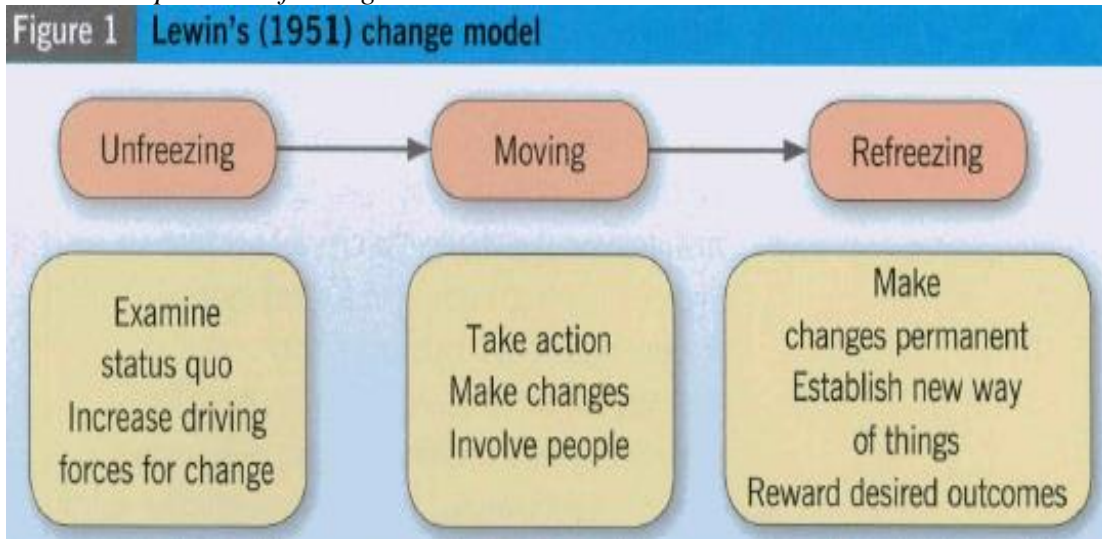 Figure 1 Lewin's (1951) change model
Unfreezing
Moving
Refreezing
Examine
status quo
Increase driving
forces for change
Take action
Make changes
Involve people
Make
changes permanent
Establish new way
of things
Reward desired outcomes